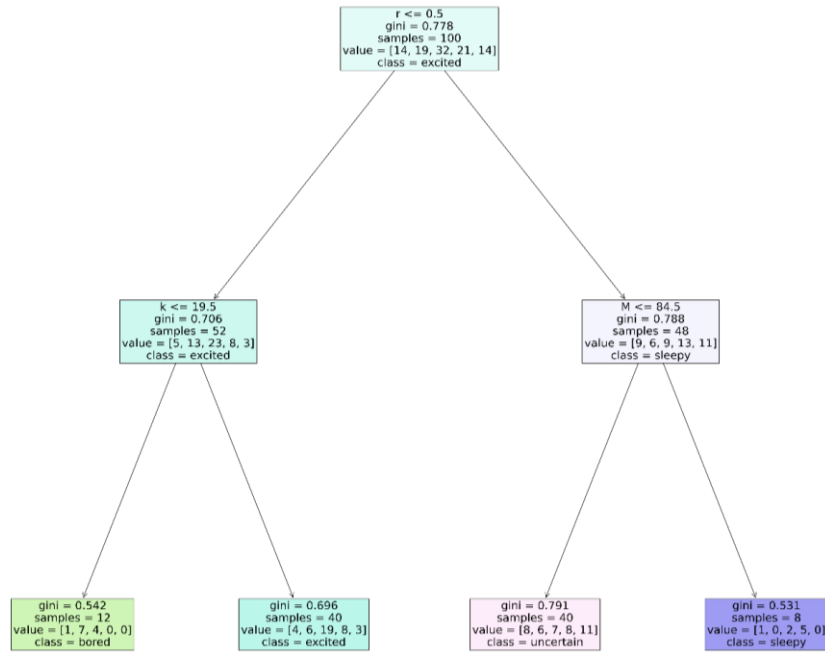 r <= 0.5
gini = 0.778
samples = 100
value = [14, 19, 32, 21, 14]
class = excited
k <= 19.5
gini = 0.706
samples = 52
value = [5, 13, 23, 8, 3]
class = excited
M <= 84.5
gini = 0.788
samples = 48
value = [9, 6, 9, 13, 11]
class = sleepy
gini = 0.542
samples = 12
value = [1, 7, 4, 0, 0]
class = bored
gini = 0.696
samples = 40
value = [4, 6, 19, 8, 3]
class = excited
gini = 0.791
samples = 40
value = [8, 6, 7, 8, 11]
class = uncertain
gini = 0.531
samples = 8
value = [1, 0, 2, 5, 0]
class = sleepy